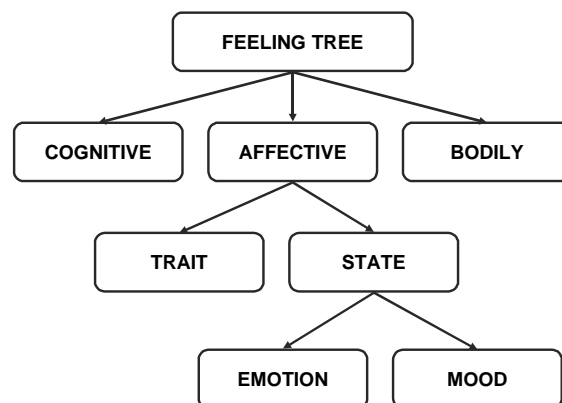 FEELING TREE
COGNITIVE
AFFECTIVE
BODILY
TRAIT
STATE
EMOTION
MOOD